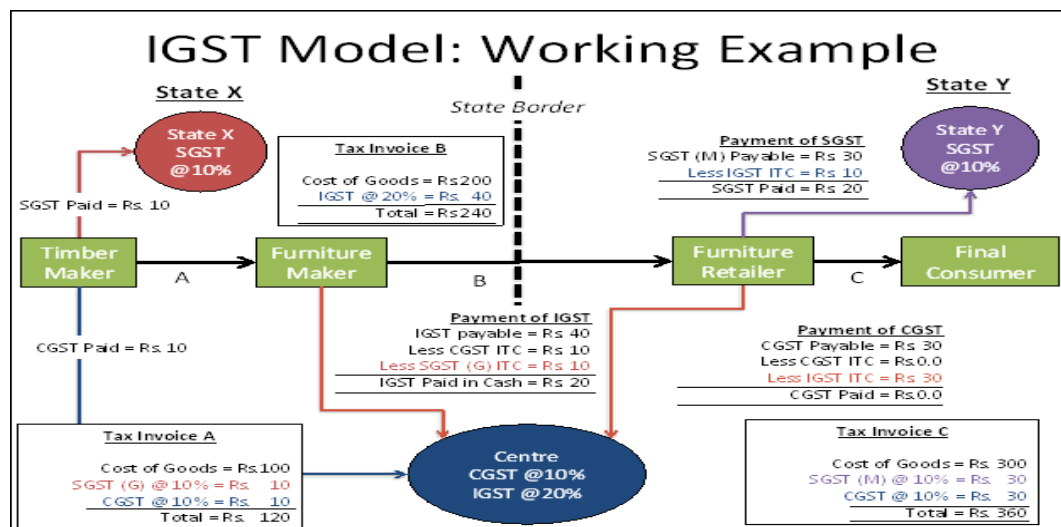 IGST Model: Working Example
State X
State Border
State Y
State X
SGST
@10%
Tax Invoice B
Cost of Goods = Rs.200
IGST @ 20% = Rs. 40
Total = Rs.240
Payment of SGST
SGST (M) Payable = Rs. 30
Less IGST ITC = Rs. 10
SGST Paid = Rs. 20
State Y
SGST
@10%
SGST Paid = Rs. 10
Timber
Maker
A
Furniture
Maker
B
Furniture
Retailer
C
Final
Consumer
CGST Paid = Rs. 10
Payment of IGST
IGST payable = Rs. 40
Less CGST ITC = Rs. 10
Less SGST (G) ITC = Rs. 10
IGST Paid in Cash = Rs. 20
Payment of CGST
CGST Payable = Rs. 30
Less CGST ITC = Rs.0.0
Less IGST ITC = Rs. 30
CGST Paid = Rs.0.0
Tax Invoice A
Cost of Goods = Rs.100
SGST (G) @ 10% = Rs. 10
CGST @ 10% = Rs. 10
Total = Rs. 120
Centre
CGST @10%
IGST @20%
Tax Invoice C
Cost of Goods = Rs. 300
SGST (M) @ 10% = Rs. 30
CGST @ 10% = Rs. 30
Total = Rs. 360